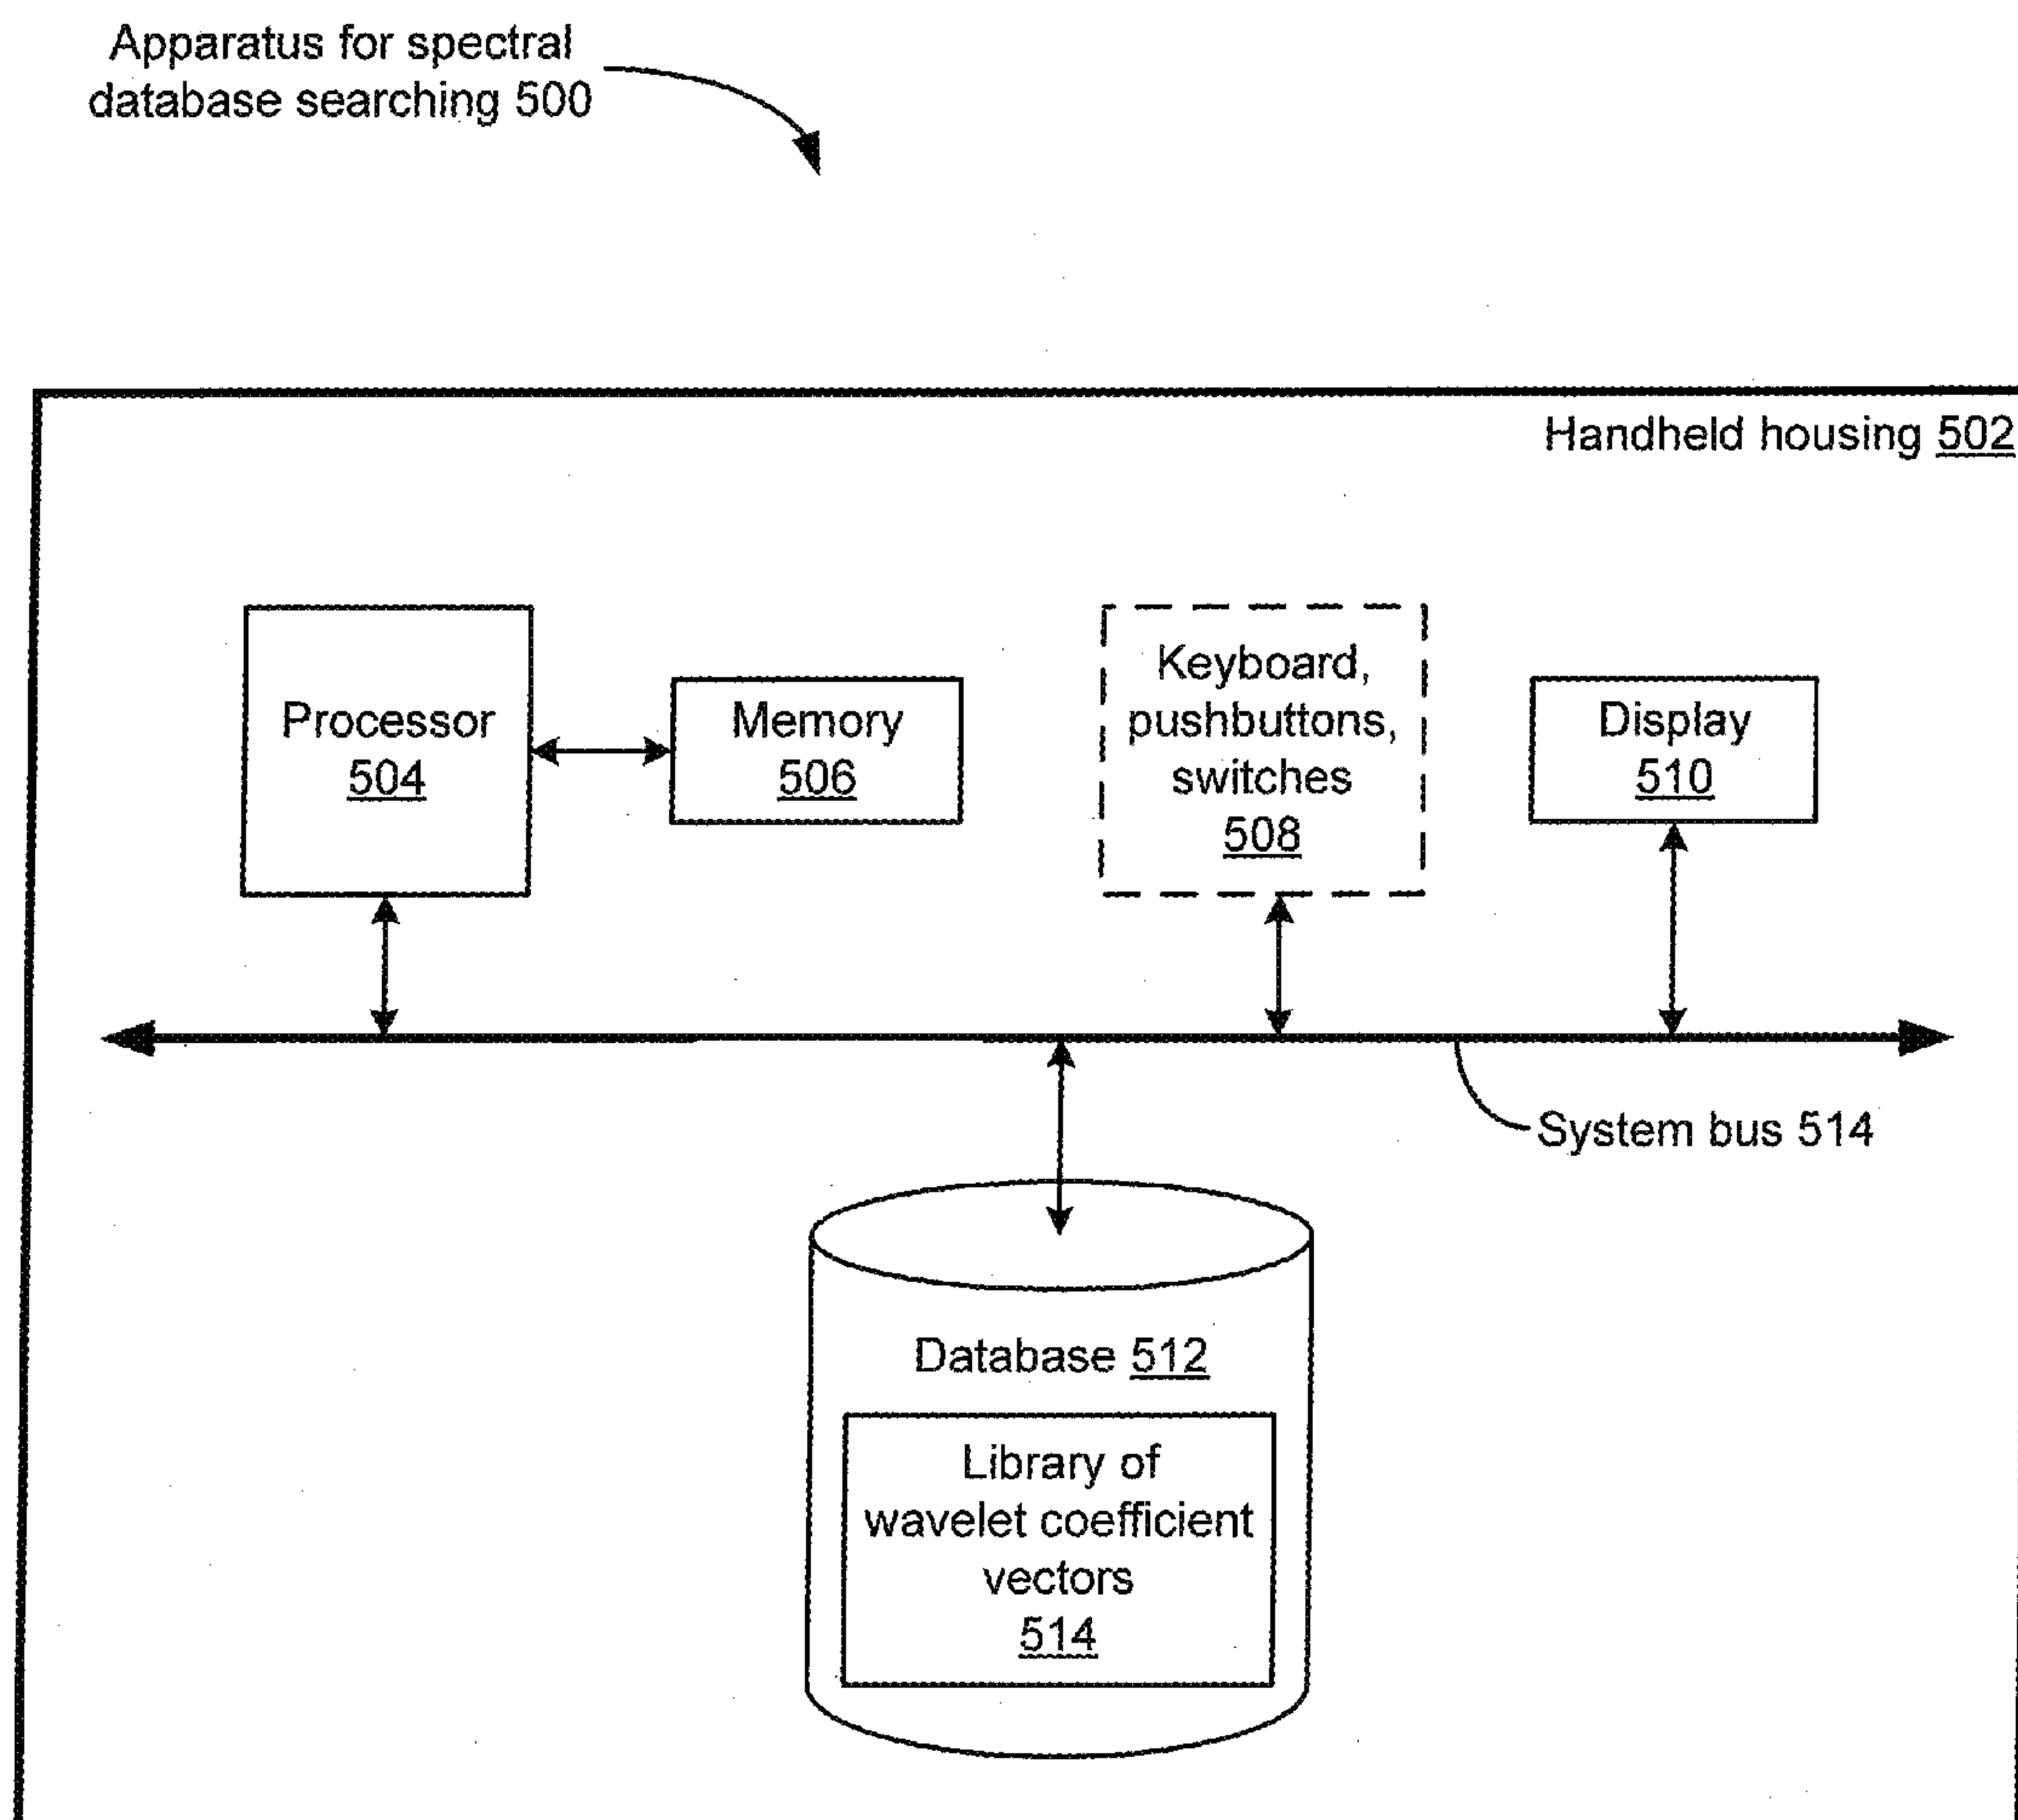 Apparatus for spectral
database searching 500
Handheld housing 502
Processor
504
Memory
506
Keyboard,
pushbuttons,
switches
508
Display
510
System bus 514
Database 512
Library of
wavelet coefficient
vectors
514